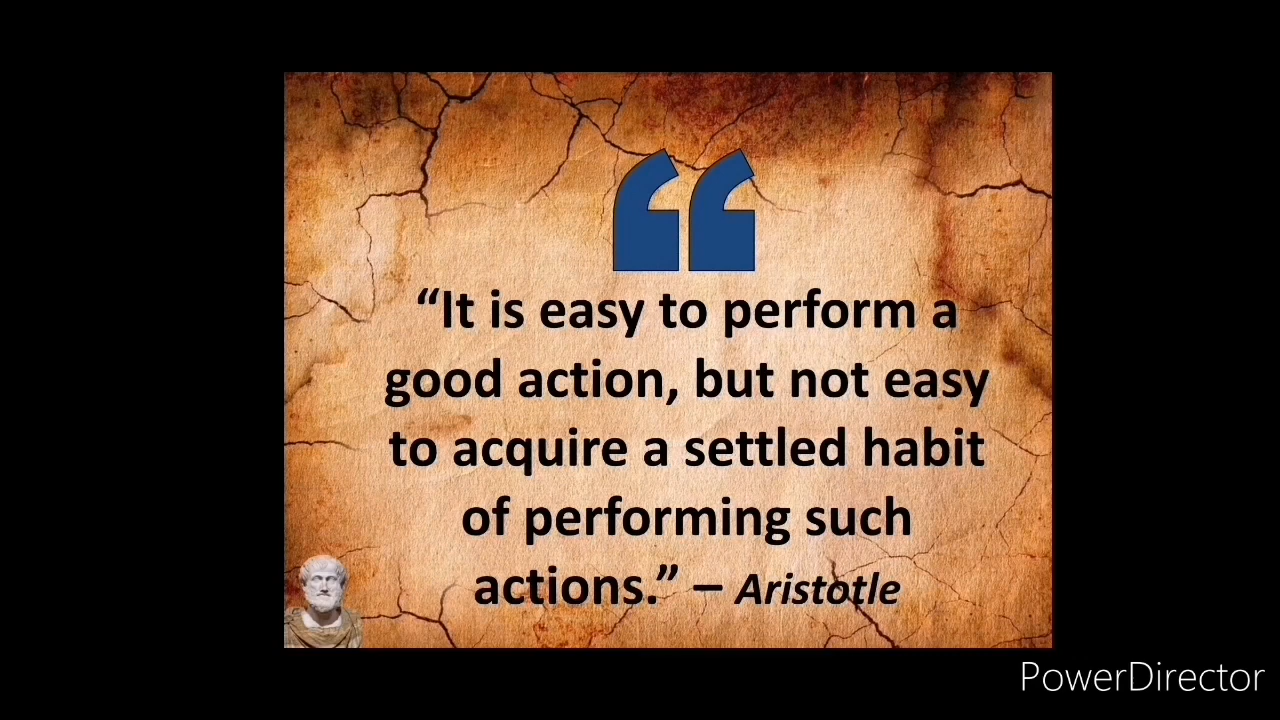 “It is easy to perform a
good action, but not easy
to acquire a settled habit
of performing such
actions.” – Aristotle
PowerDirector